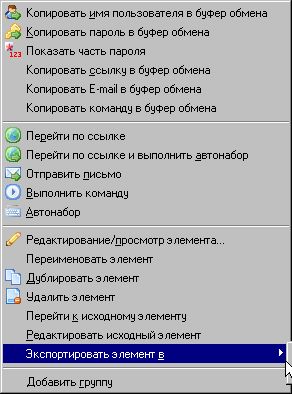 Копировать имя пользователя в буфер обмена
Копировать пароль в буфер обмена
123
Показать часть пароля
Копировать ссылку в буфер обмена
Копировать E-mail в буфер обмена
Копировать команду в буфер обмена
Перейти по ссылке
Перейти по ссылке и выполнить автонабор
Отправить письмо
Выполнить команду
Автонабор
Редактирование/просмотр элемента...
Переименовать элемент
Дублировать элемент
Удалить элемент
Перейти к исходному элементу
Редактировать исходный элемент
Экспортировать элемент в
Добавить группу